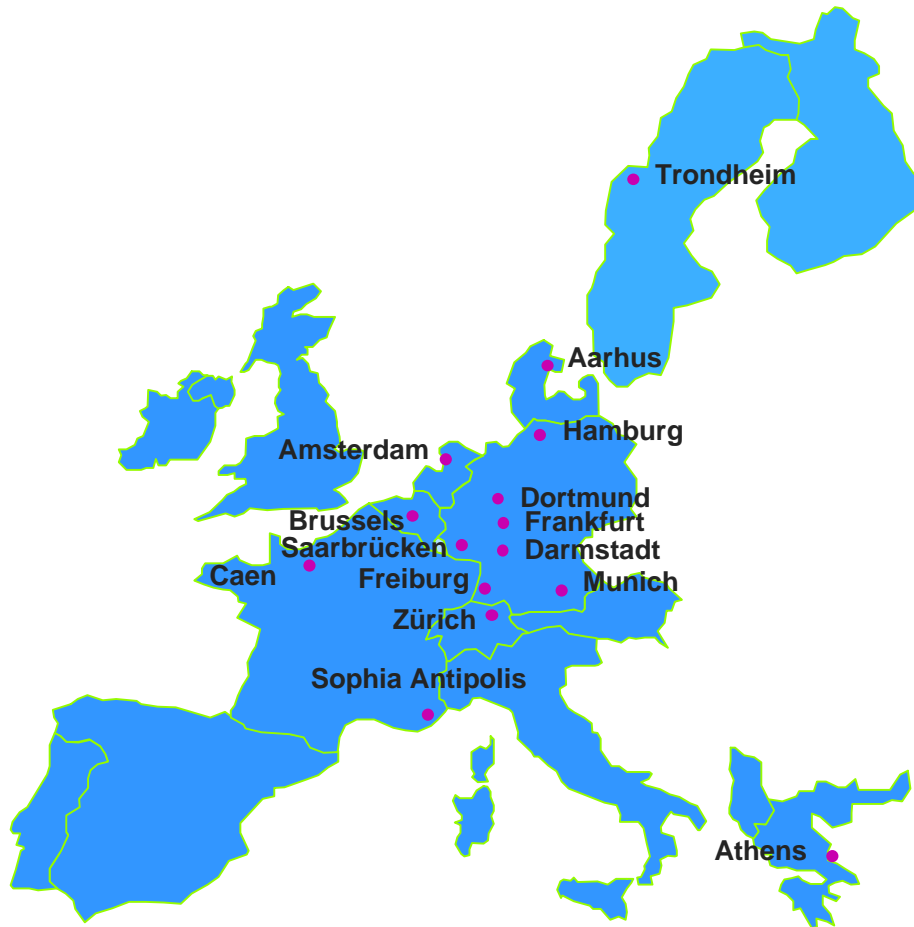 Trondheim
Aarhus
Hamburg
Amsterdam
Dortmund
Brussels
Frankfurt
Saarbrücken
Darmstadt
Caen
Freiburg
Munich
Zürich
Sophia Antipolis
Athens